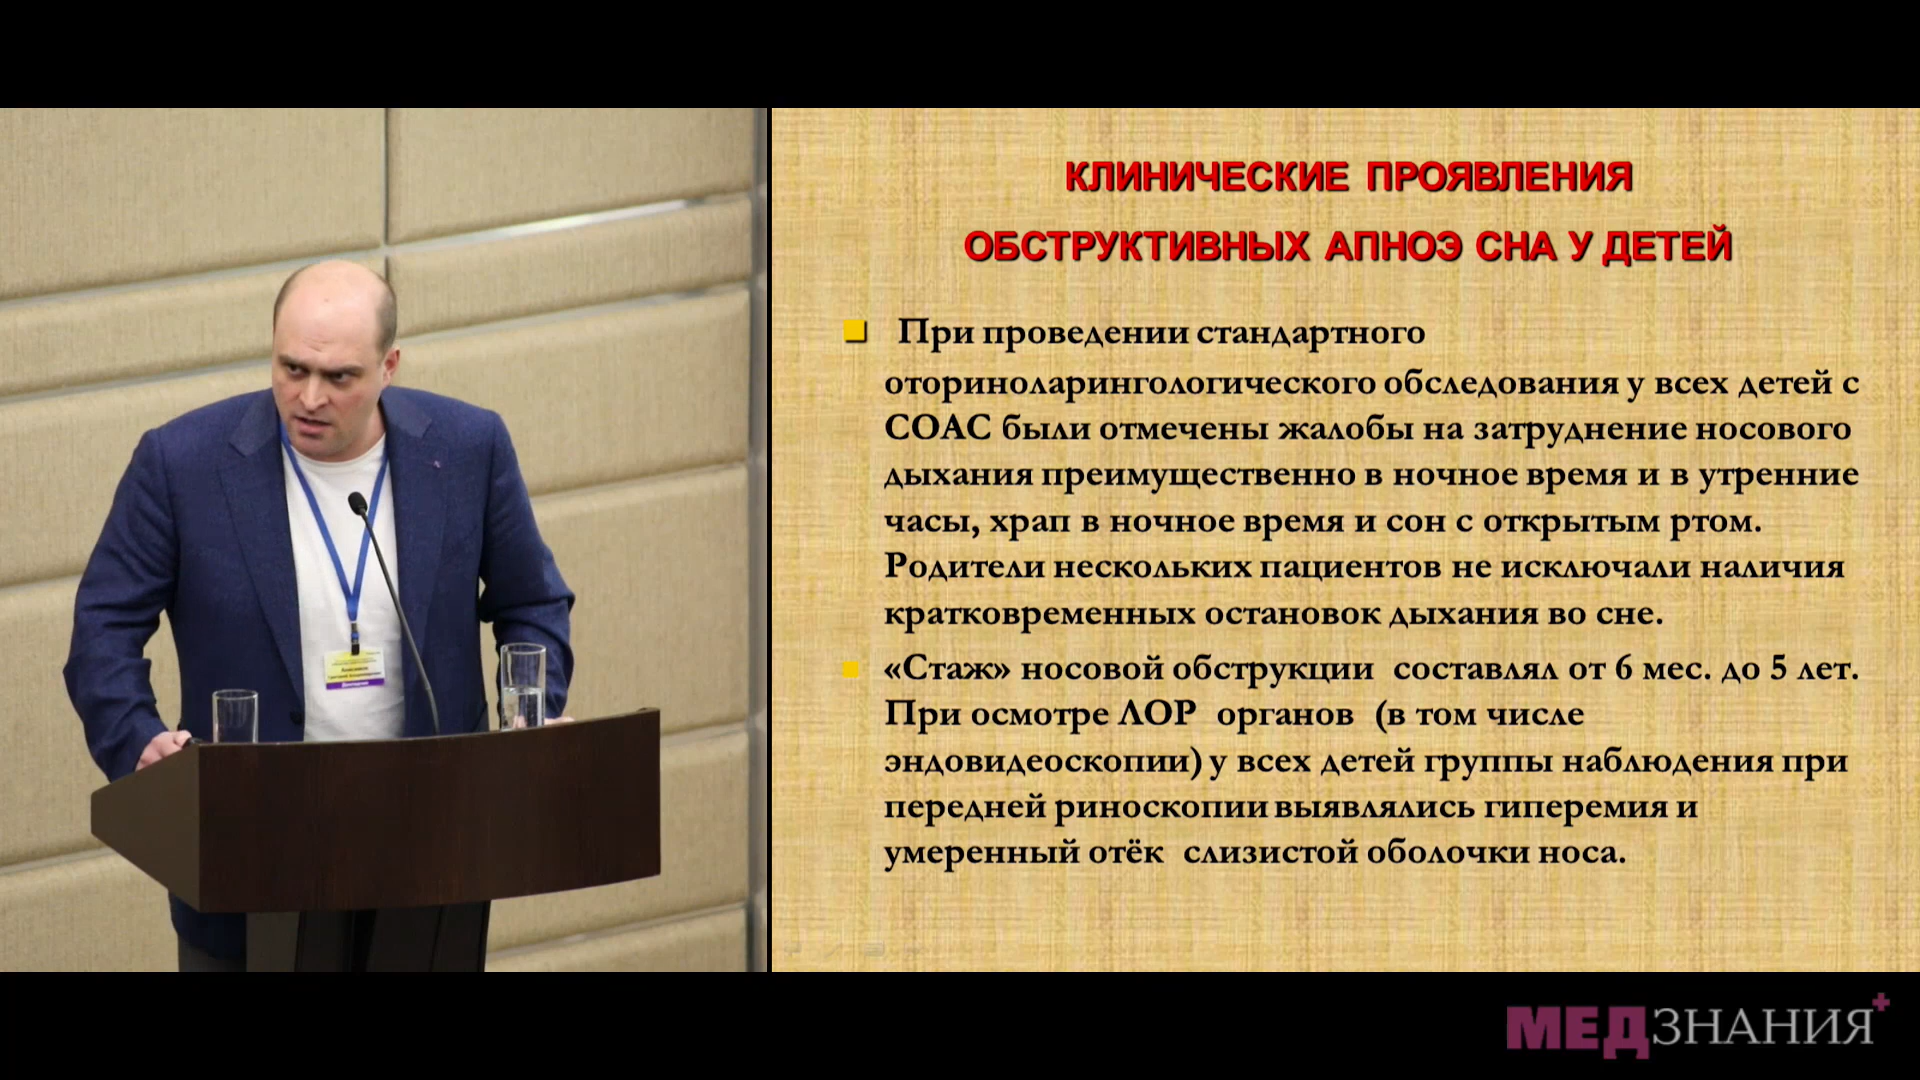 КЛИНИЧЕСКИЕ ПРОЯВЛЕНИЯ
ОБСТРУКТИВНЫХ АПНОЭ СНА У ДЕТЕЙ
При проведении стандартного
оториноларингологического обследования у всех детей с
СОАС были отмечены жалобы на затруднение носового
дыхания преимущественно в ночное время и в утренние
часы, храп в ночное время и сон с открытым ртом.
Родители нескольких пациентов не исключали наличия
кратковременных остановок дыхания во сне.
«Стаж» носовой обструкции составлял от 6 мес. до 5 лет.
При осмотре ЛОР органов (в том числе
эндовидеоскопии) у всех детей группы наблюдения при
передней риноскопии выявлялись гиперемия и
умеренный отёк слизистой оболочки носа.
МЕДЗНАНИЯ+